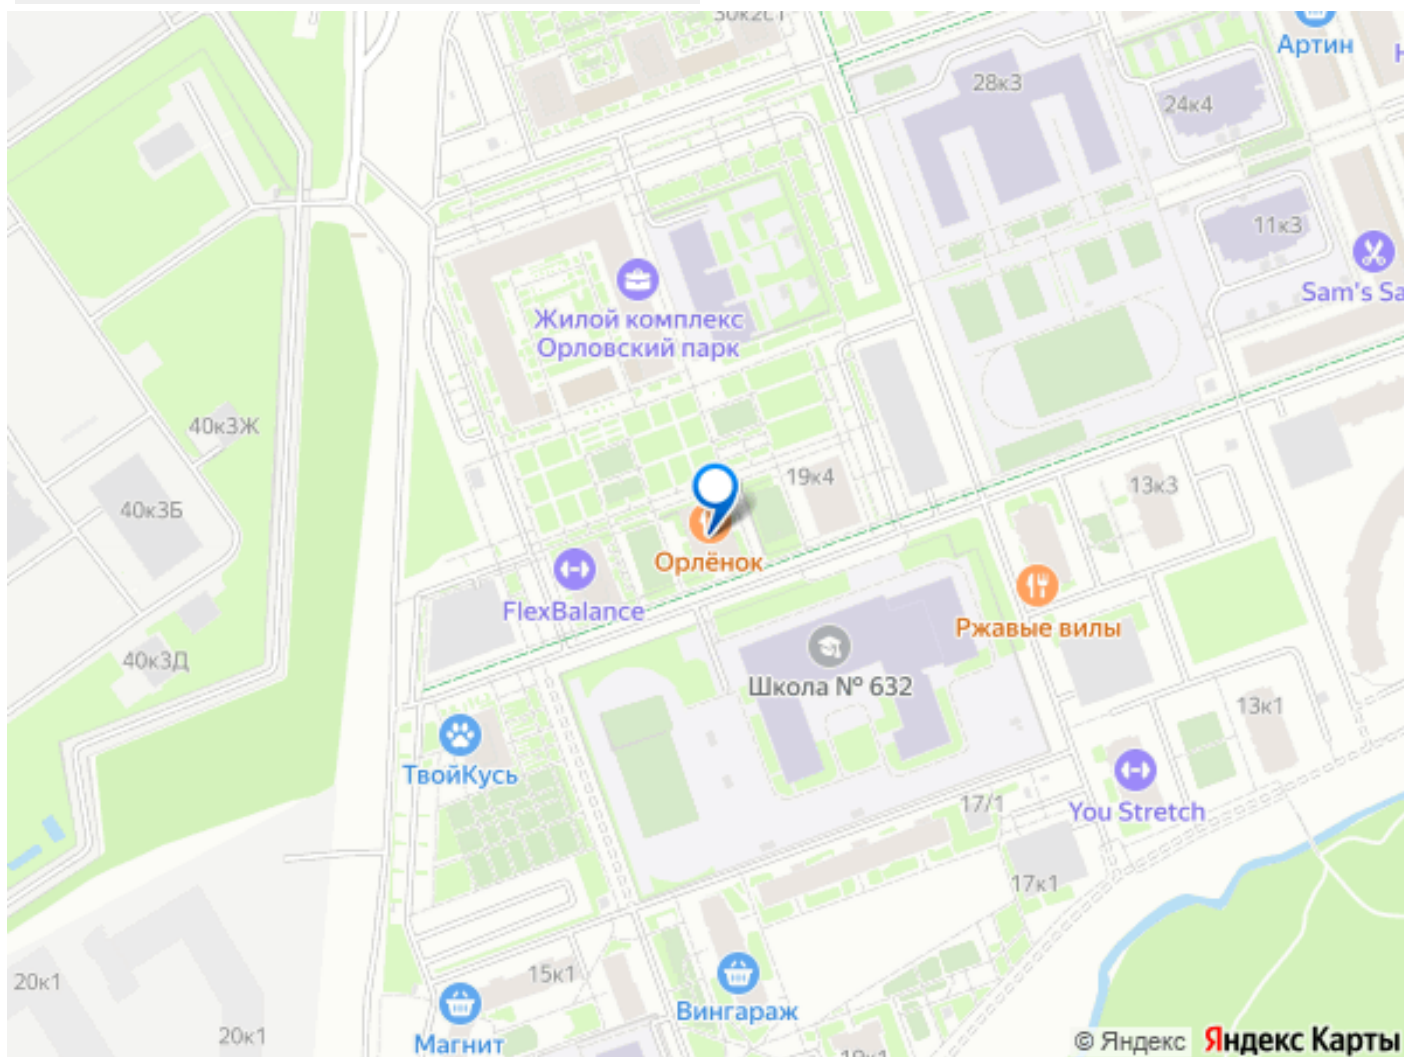 30к2с1
Артин
28к3
24к4
11к3
Sam's Sa
Жилой комплекс
Орловский парк
40к3Ж
19к4
13к3
40к3Б
Орлёнок
FlexBalance
Ржавые вилы
40к3Д
Школа № 632
13к1
ТвойКусь
17/1
You Stretch
17к1
15к1
20к1
Вингараж
20к1
Магнит
© Яндекс Яндекс Карты